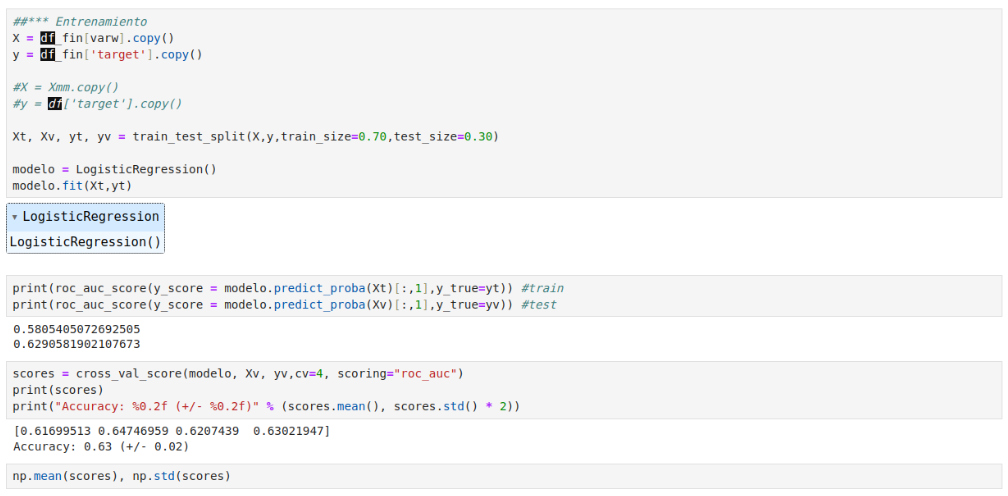 ##*** Entrenamiento
X = df_fin[varw].copy()
y = df_fin['target'].copy()
#X = Xmm.copy()
#y = df['target'].copy()
Xt, Xv, yt, yv = train_test_split(X,y,train_size=0.70,test_size=0.30)
modelo = LogisticRegression()
modelo.fit(Xt,yt)
▾ LogisticRegression
LogisticRegression()
print(roc_auc_score(y_score = modelo.predict_proba(Xt)[:,1],y_true=yt)) #train
print(roc_auc_score(y_score = modelo.predict_proba(Xv)[:,1],y_true=yv)) #test
0.5805405072692505
0.6290581902107673
scores = cross_val_score(modelo, Xv, yv,cv=4, scoring="roc_auc")
print(scores)
print("Accuracy: %0.2f (+/- %0.2f)" % (scores.mean(), scores.std() * 2))
[0.61699513 0.64746959 0.6207439  0.63021947]
Accuracy: 0.63 (+/- 0.02)
np.mean(scores), np.std(scores)